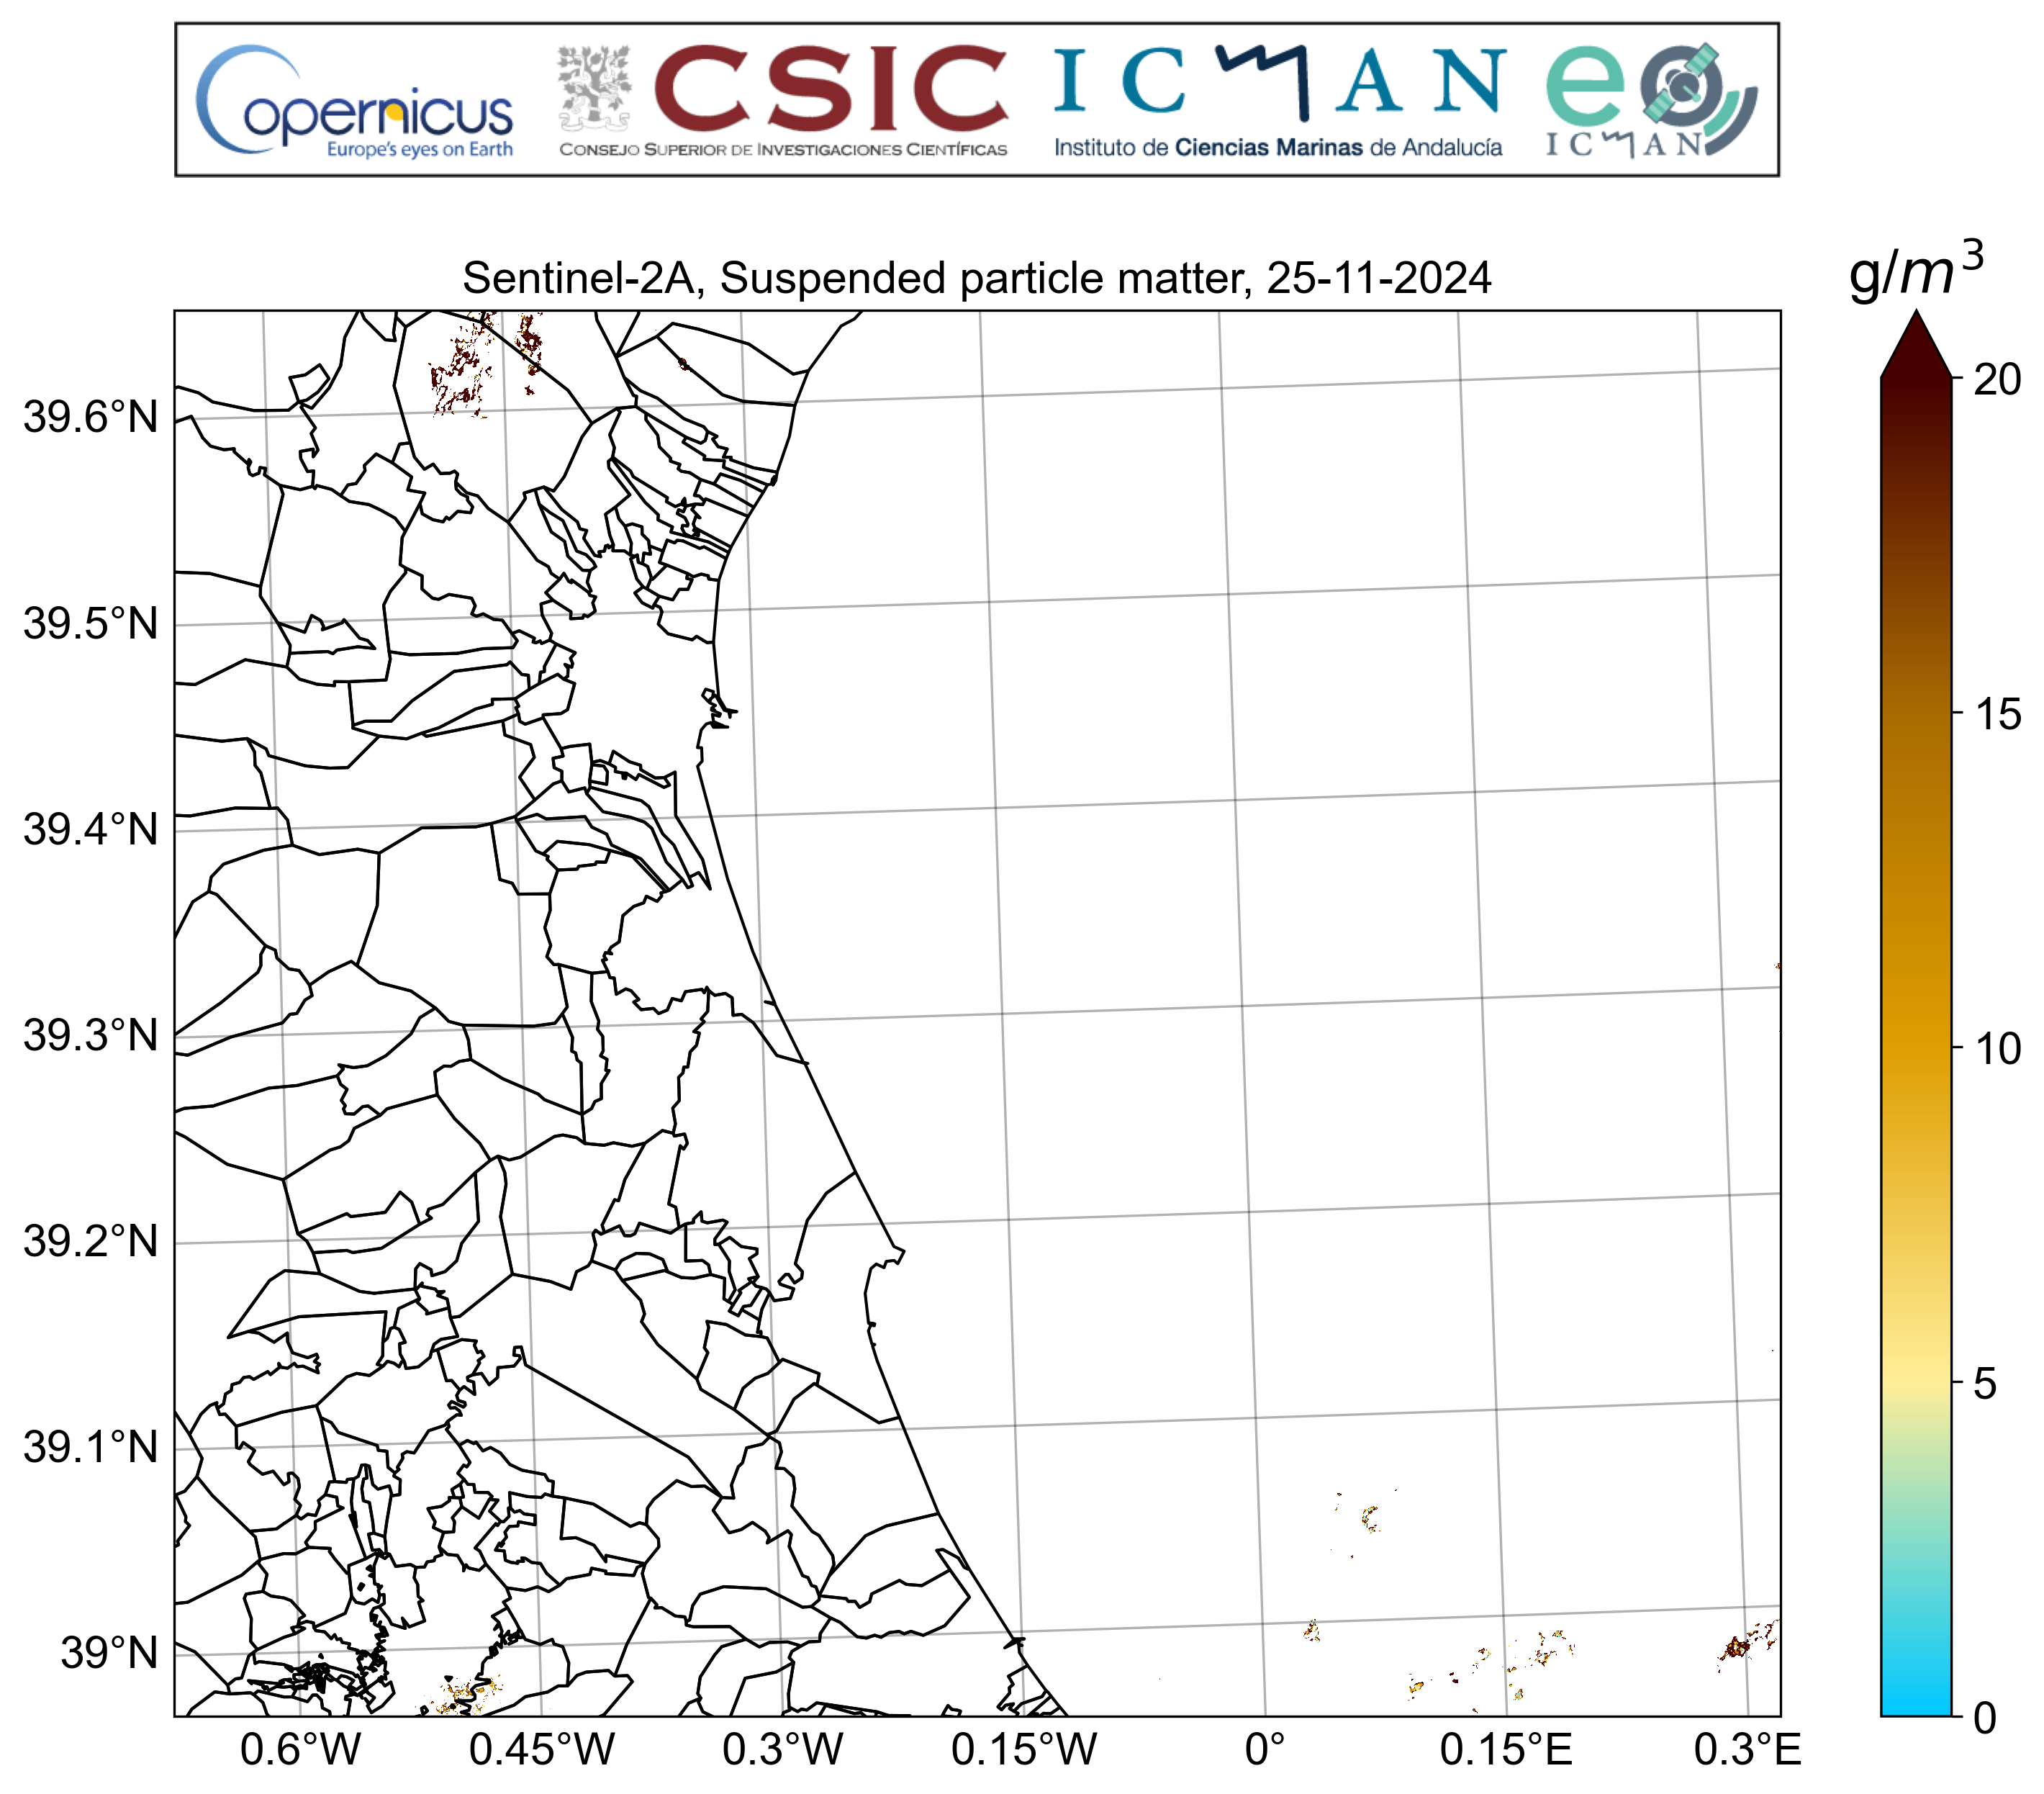 Copernicus
Europe's eyes on Earth
CSIC
CONSEJO SUPERIOR DE INVESTIGACIONES CIENTÍFICAS
ICMAN
Instituto de Ciencias Marinas de Andalucía
eo
ICMAN
Sentinel-2A, Suspended particle matter, 25-11-2024
g/m³
39.6°N
39.5°N
39.4°N
39.3°N
39.2°N
39.1°N
39°N
0.6°W
0.45°W
0.3°W
0.15°W
0°
0.15°E
0.3°E
20
15
10
5
0